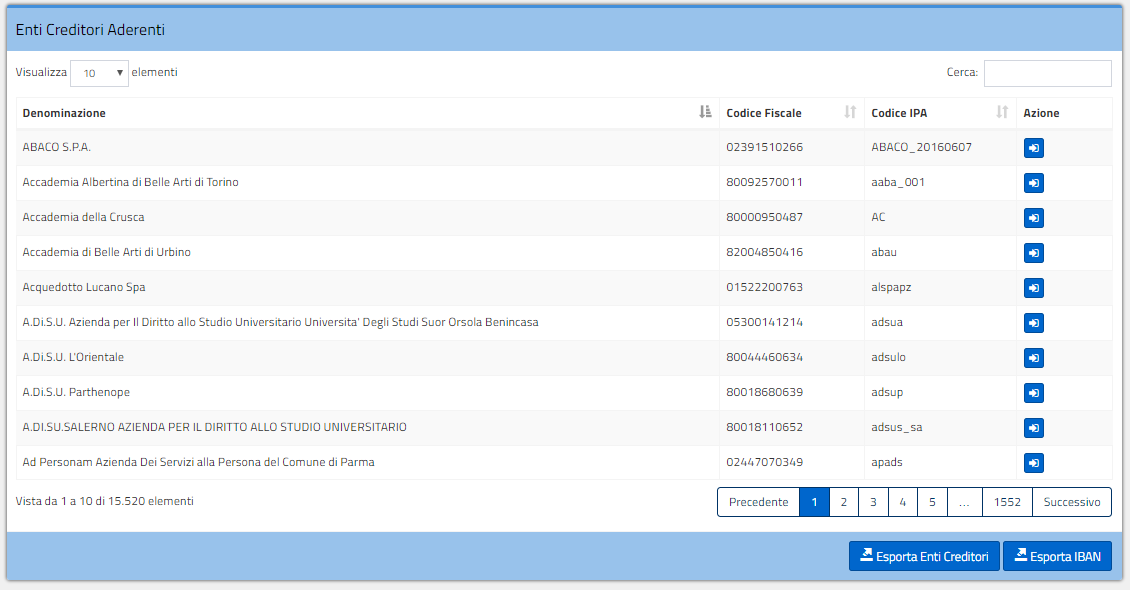 Enti Creditori Aderenti
Visualizza 10 elementi Cerca:
Denominazione Codice Fiscale Codice IPA Azione
ABACO S.P.A. 02391510266 ABACO_20160607
Accademia Albertina di Belle Arti di Torino 80092570011 aaba_001
Accademia della Crusca 80000950487 AC
Accademia di Belle Arti di Urbino 82004850416 abau
Acquedotto Lucano Spa 01522200763 alspapz
A.Di.S.U. Azienda per Il Diritto allo Studio Universitario Universita' Degli Studi Suor Orsola Benincasa 05300141214 adsua
A.Di.S.U. L'Orientale 80044460634 adsulo
A.Di.S.U. Parthenope 80018680639 adsup
A.DI.SU.SALERNO AZIENDA PER IL DIRITTO ALLO STUDIO UNIVERSITARIO 80018110652 adsus_sa
Ad Personam Azienda Dei Servizi alla Persona del Comune di Parma 02447070349 apads
Vista da 1 a 10 di 15.520 elementi Precedente 1 2 3 4 5 ... 1552 Successivo
Esporta Enti Creditori Esporta IBAN